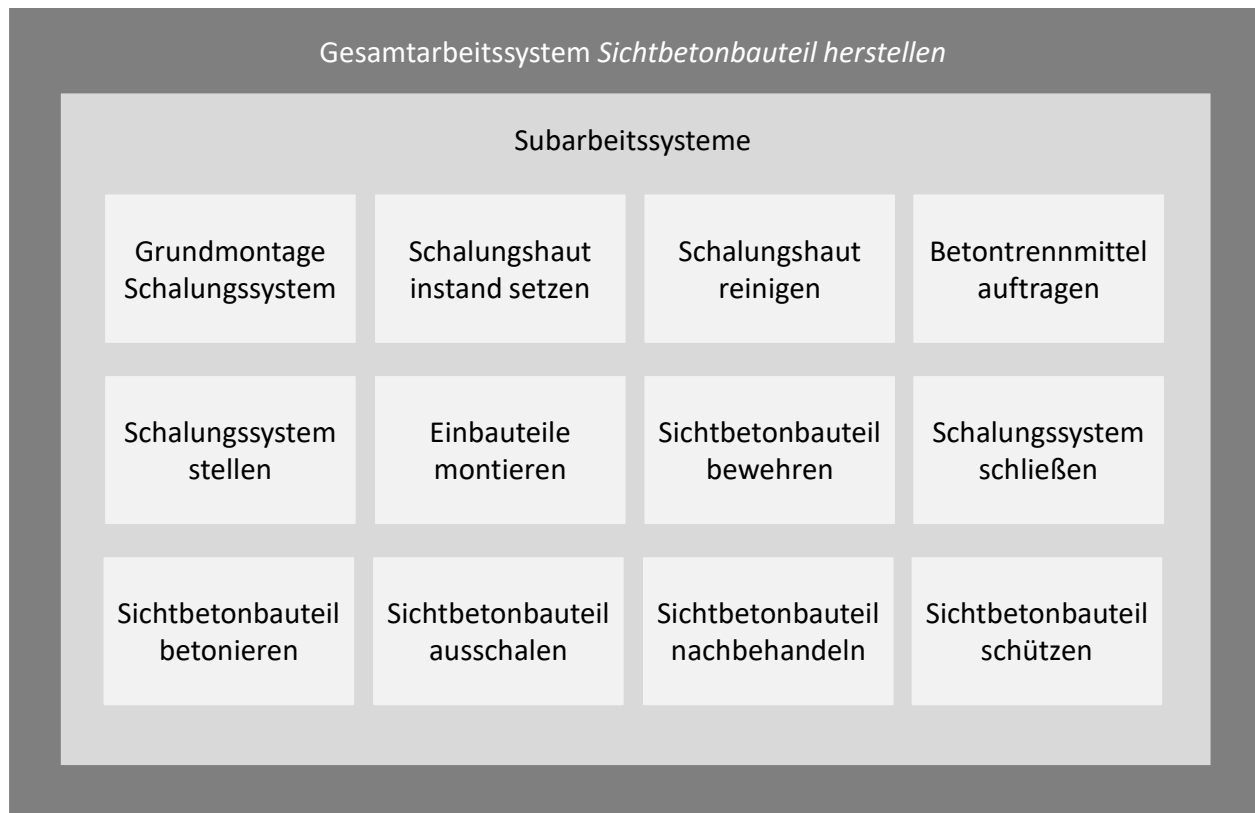 Gesamtarbeitssystem Sichtbetonbauteil herstellen
Subarbeitssysteme
Grundmontage
Schalungssystem
Schalungshaut
instand setzen
Schalungshaut
reinigen
Betontrennmittel
auftragen
Schalungssystem
stellen
Einbauteile
montieren
Sichtbetonbauteil
bewehren
Schalungssystem
schließen
Sichtbetonbauteil
betonieren
Sichtbetonbauteil
ausschalen
Sichtbetonbauteil
nachbehandeln
Sichtbetonbauteil
schützen